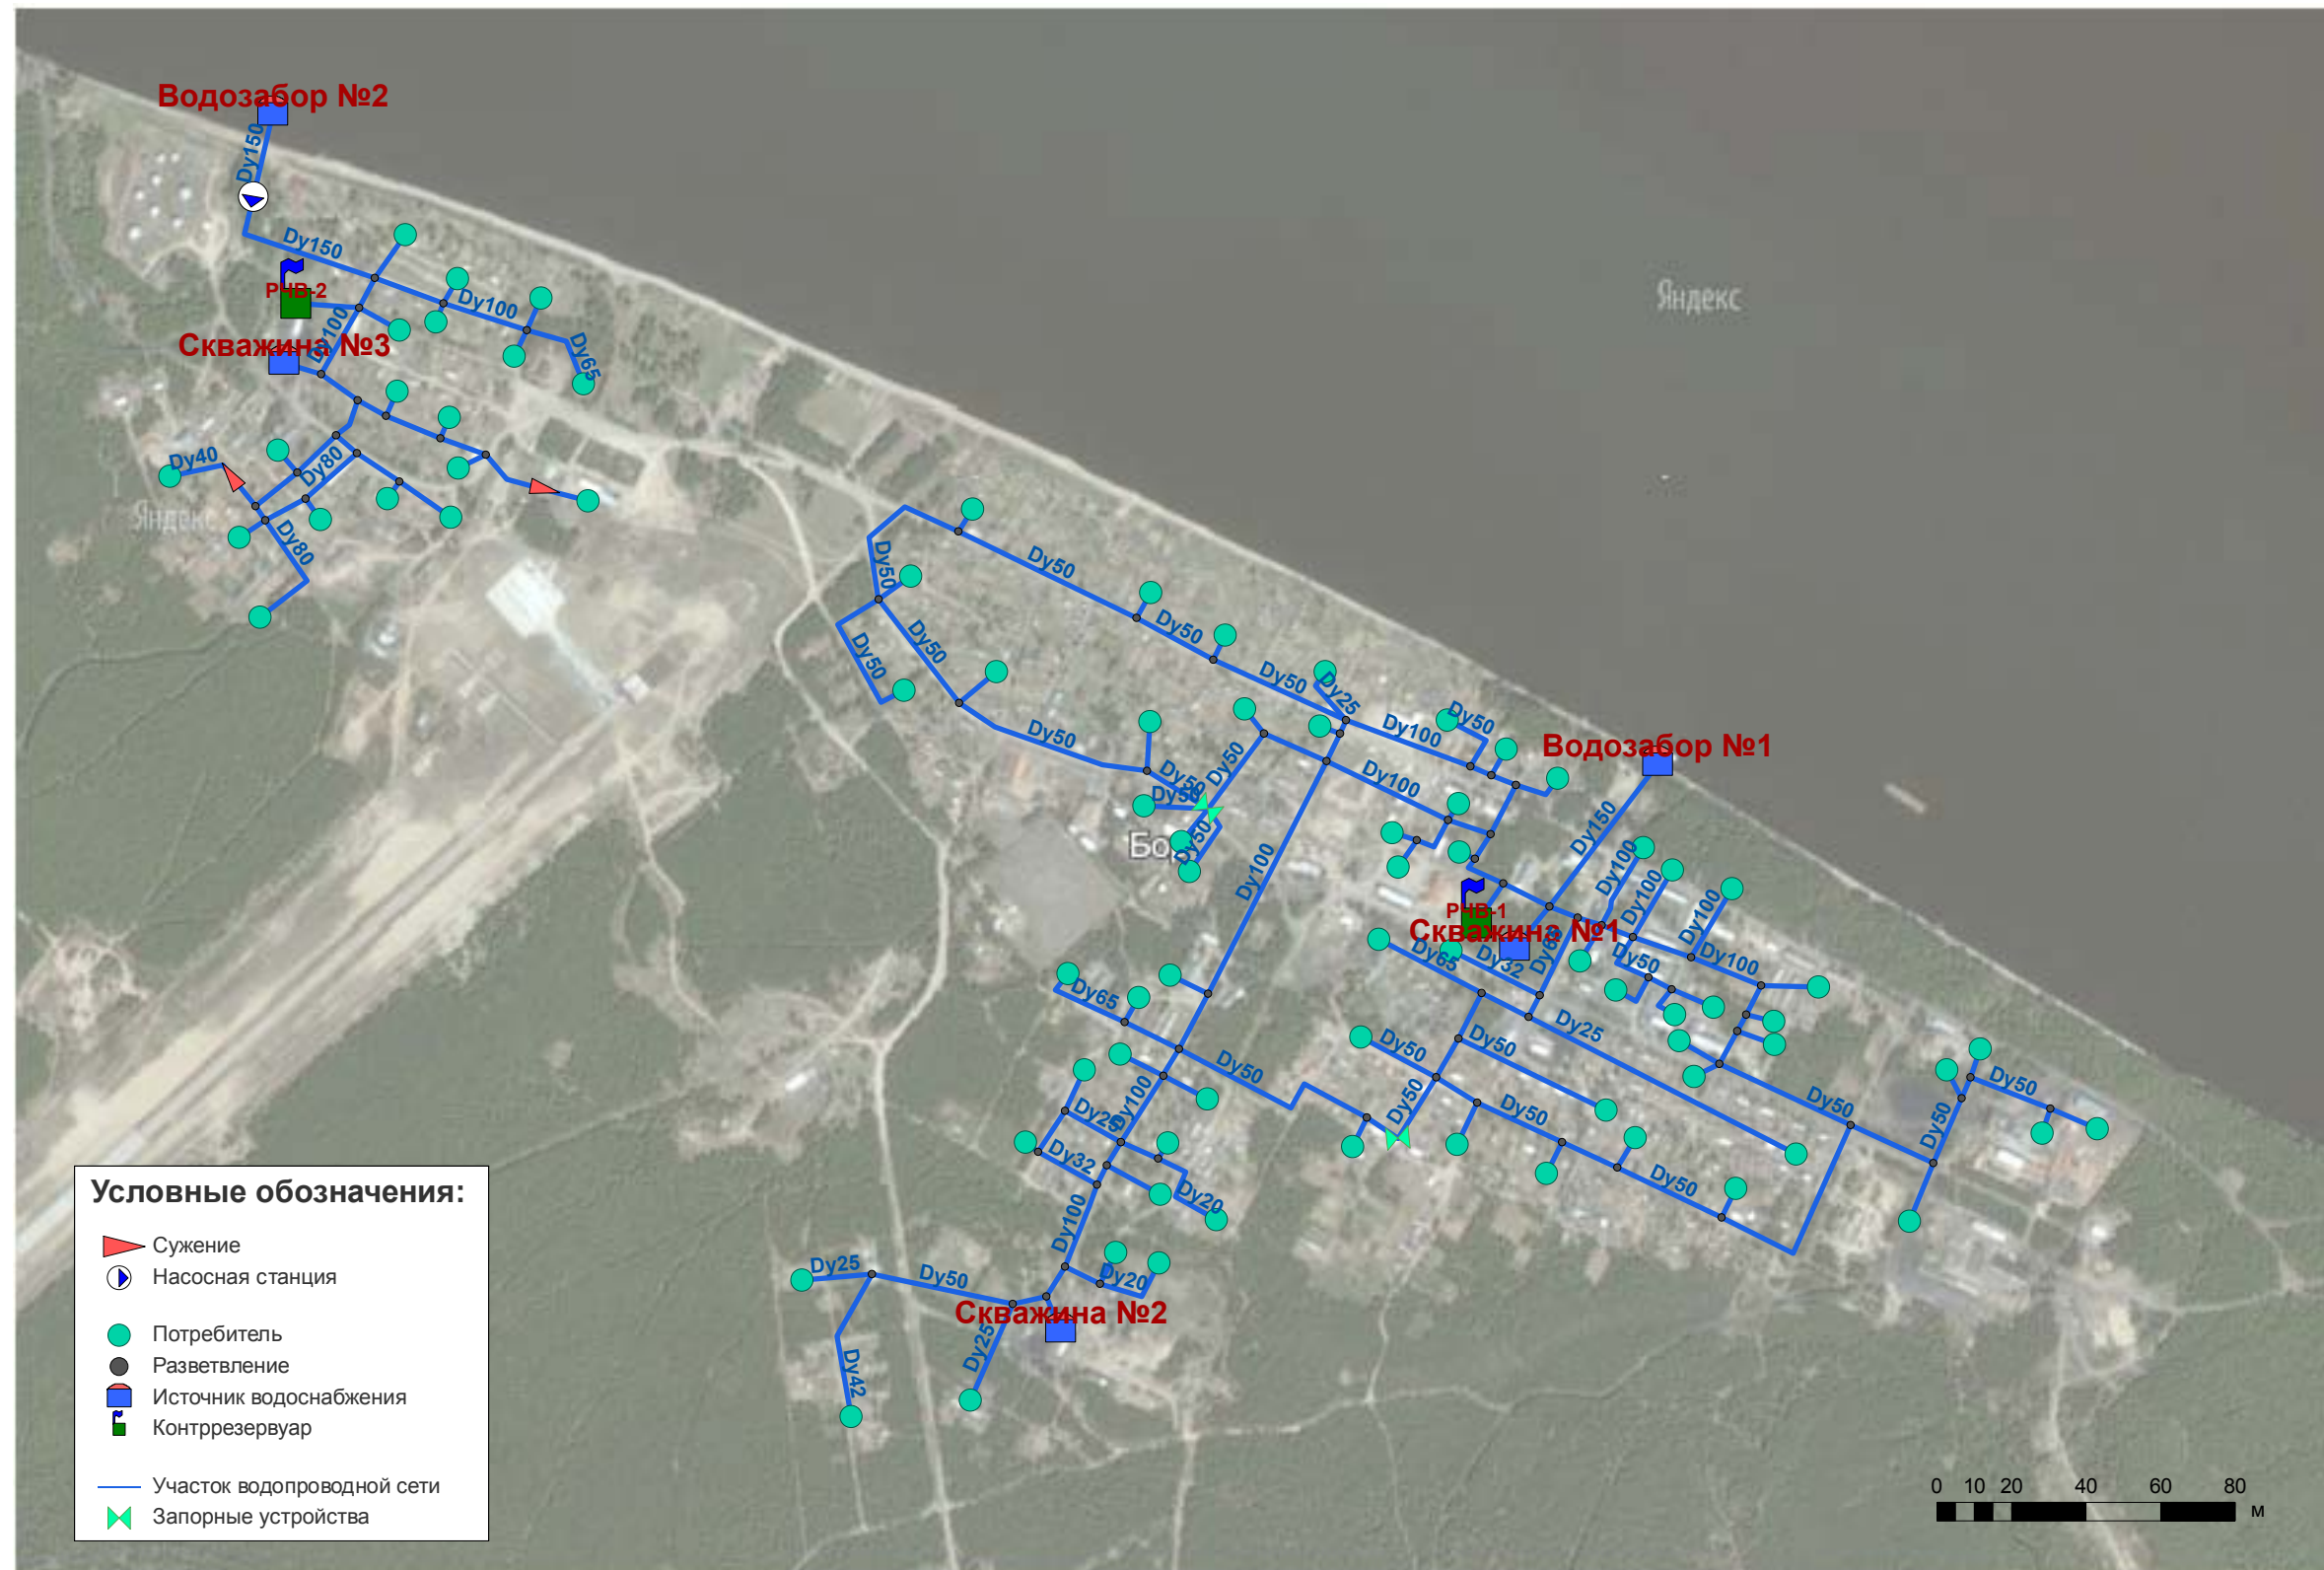 Водозабор №2
Dy150
Dy150
РЧВ-2
Dy100
Dy100
Скважина №3
Dy65
Dy40
Dy80
Яндекс
Dy80
Яндекс
Dy50
Dy50
Dy50
Dy50
Dy50
Dy50
Dy25
Dy50
Dy100
Dy50
Водозабор №1
Dy50
Dy50
Dy50
Dy100
Dy50
Бор
Dy150
Dy100
Dy100
Dy100
Dy100
РЧВ-1
Скважина №1
Dy65
Dy32
Dy65
Dy50
Dy100
Dy65
Dy25
Dy50
Dy50
Dy50
Dy50
Dy100
Dy50
Dy25
Dy50
Dy50
Dy50
Dy32
Dy20
Dy50
Dy100
Dy25
Dy50
Dy20
Скважина №2
Dy25
Dy42
Условные обозначения:
Сужение
Насосная станция
Потребитель
Разветвление
Источник водоснабжения
Контррезервуар
Участок водопроводной сети
Запорные устройства
0 10 20 40 60 80
м